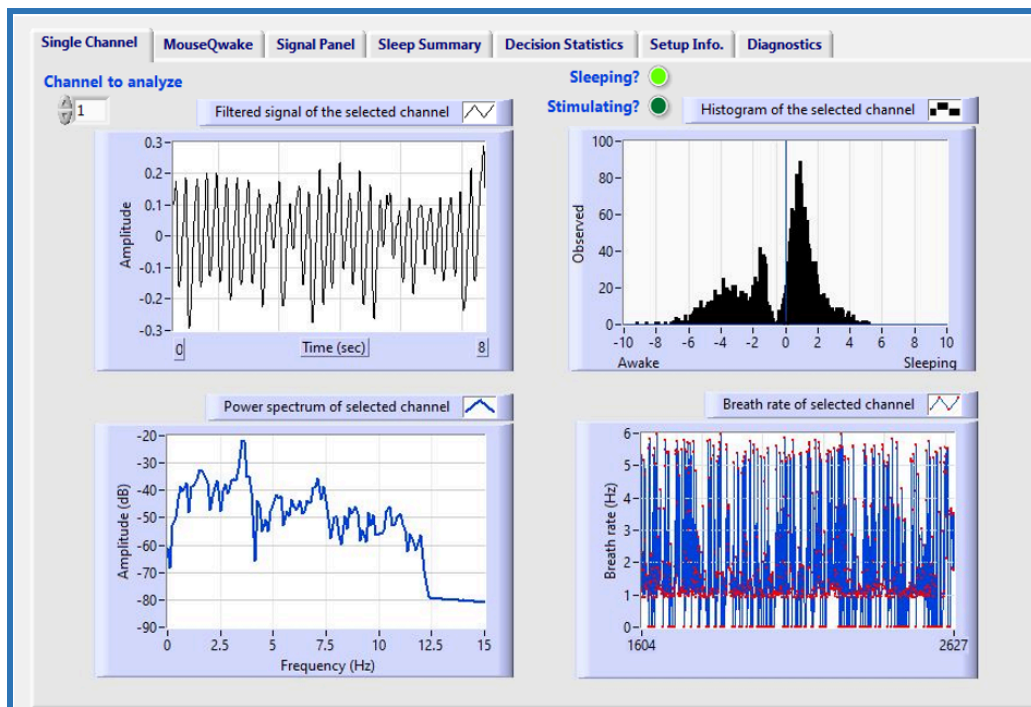 Single Channel MouseQwake Signal Panel Sleep Summary Decision Statistics Setup Info. Diagnostics
Channel to analyze
1
Sleeping?
Stimulating?
Filtered signal of the selected channel
Amplitude
0.3
0.2
0.1
0
-0.1
-0.2
-0.3
0 Time (sec) 8
Histogram of the selected channel
Observed
100
80
60
40
20
0
-10 -8 -6 -4 -2 0 2 4 6 8 10
Awake Sleeping
Power spectrum of selected channel
Amplitude (dB)
-20
-30
-40
-50
-60
-70
-80
-90
0 2.5 5 7.5 10 12.5 15
Frequency (Hz)
Breath rate of selected channel
Breath rate (Hz)
6
5
4
3
2
1
0
1604 2627